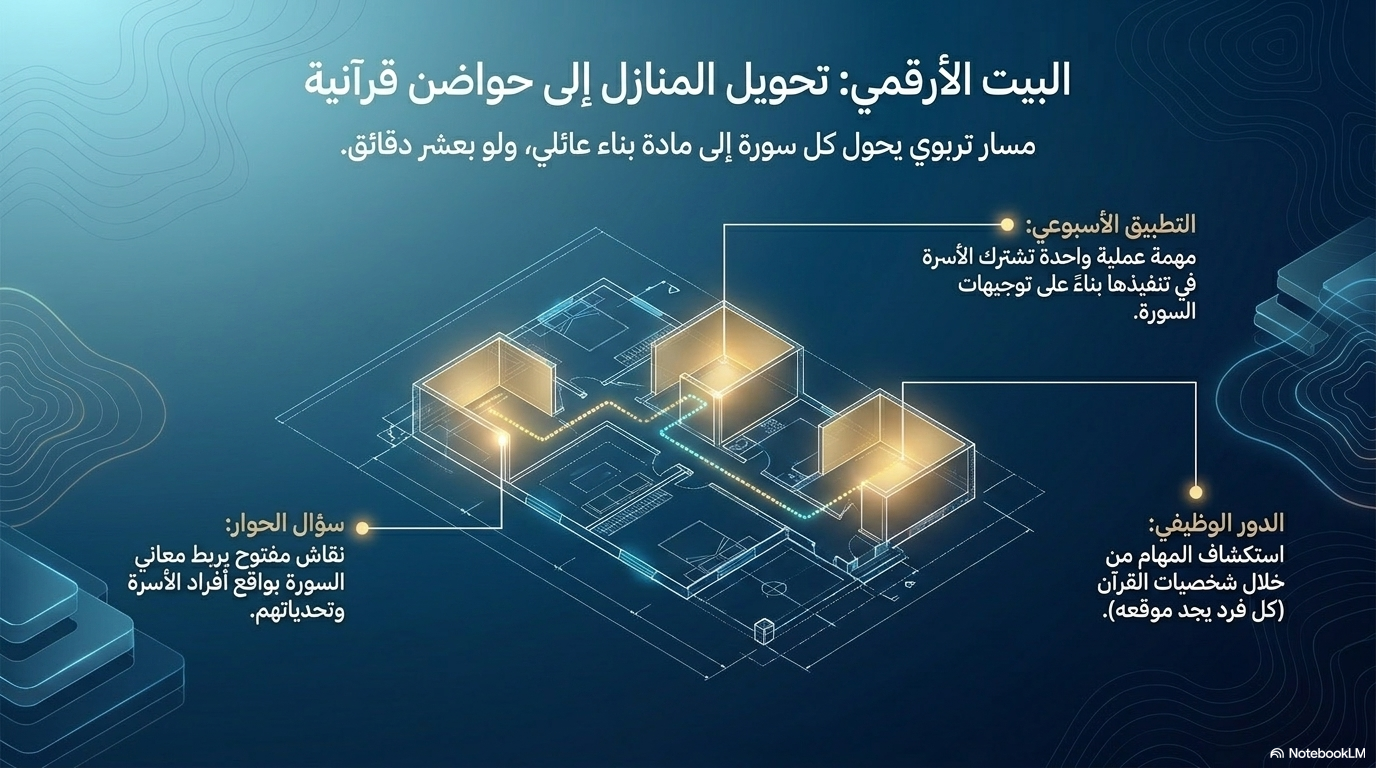 البيت الأرقمي: تحويل المنازل إلى حواضن قرآنية
مسار تربوي يحول كل سورة إلى مادة بناء عائلي، ولو بعشر دقائق.
التطبيق الأسبوعي:
مهمة عملية واحدة تشترك الأسرة
في تنفيذها بناءً على توجيهات
السورة.
الدور الوظيفي:
استكشاف المهام من
خلال شخصيات القرآن
(كل فرد يجد موقعه).
سؤال الحوار:
نقاش مفتوح يربط معاني
السورة بواقع أفراد الأسرة
وتحدياتهم.
NotebookLM